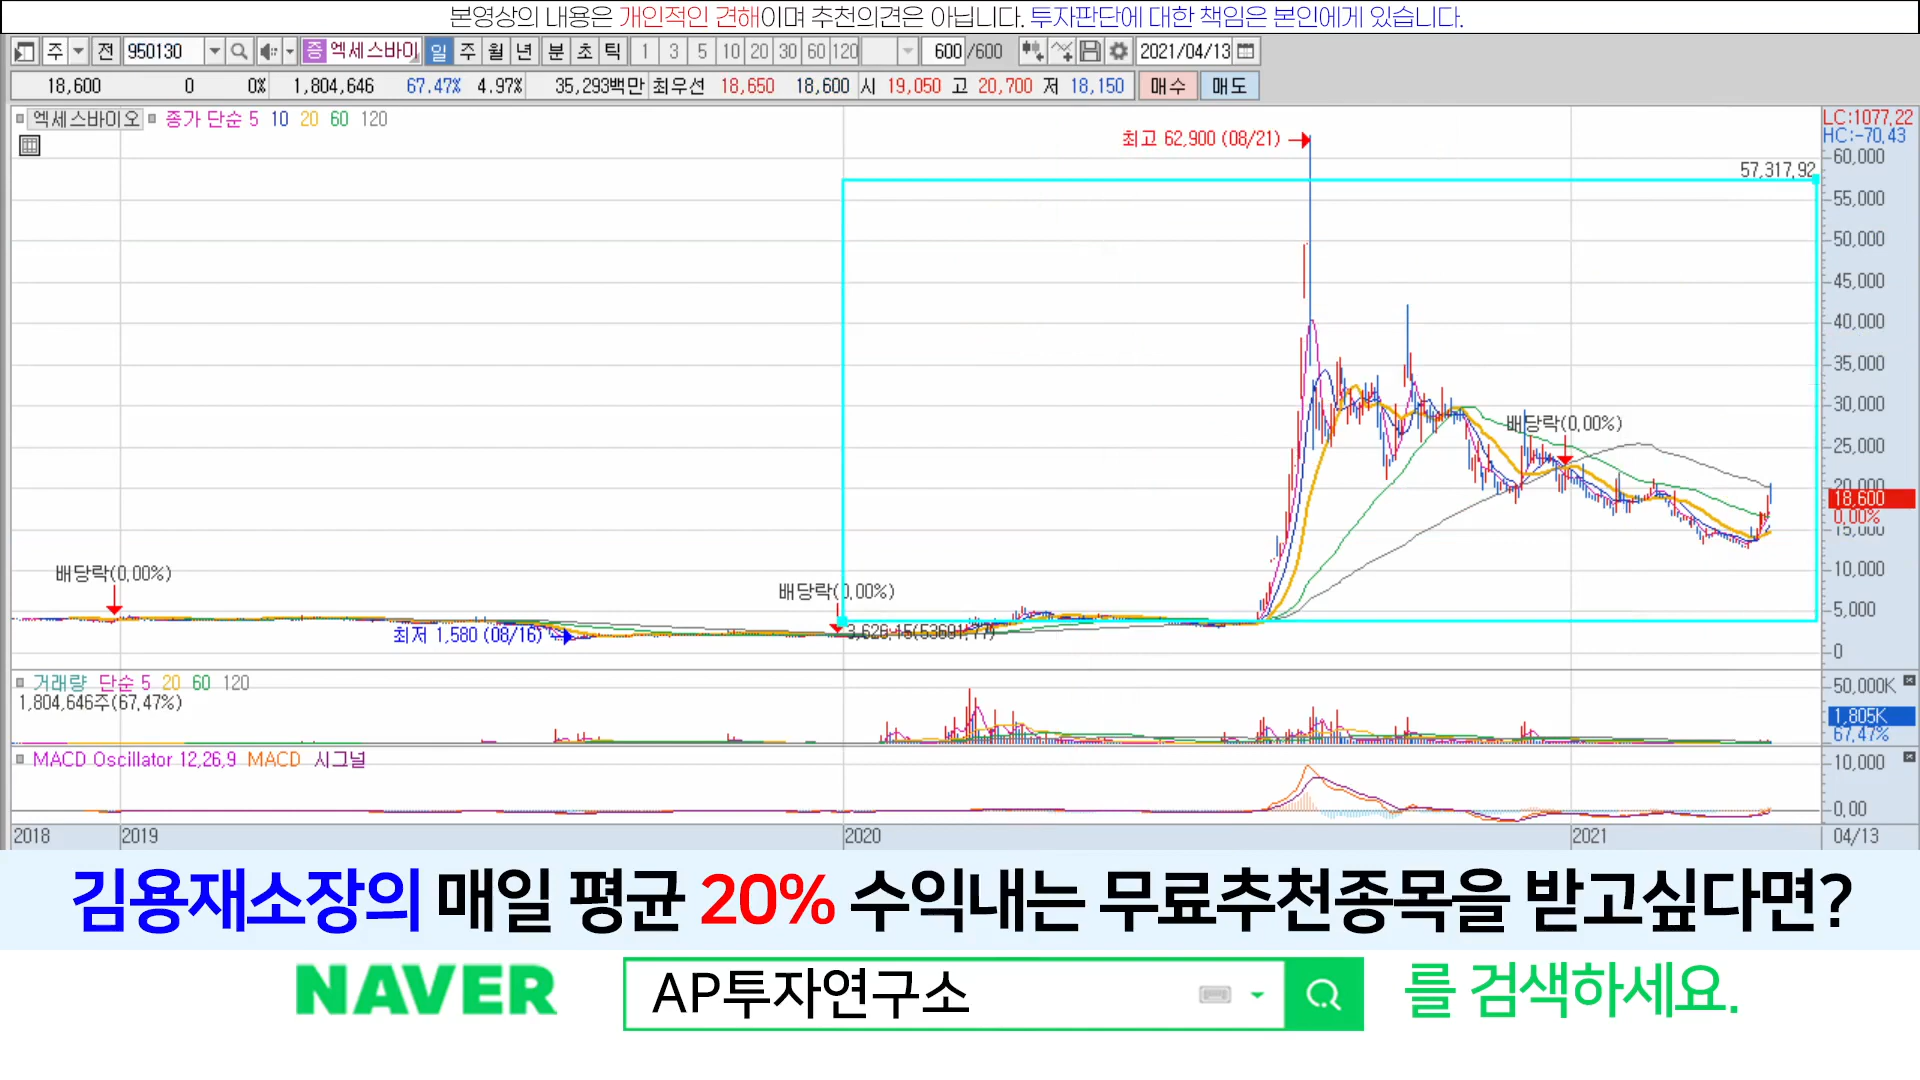 본영상의 내용은 개인적인 견해이며 추천의견은 아닙니다. 투자판단에 대한 책임은 본인에게 있습니다.
주 전 950130 증 엑세스바이 일 주 월 년 분 초 틱 1 3 5 10 20 30 60 120 600 /600 2021/04/13
18,600 0 0% 1,804,646 67.47% 4.97% 35,293백만 최우선 18,650 18,600 시 19,050 고 20,700 저 18,150 매수 매도
엑세스바이오 종가 단순 5 10 20 60 120
LC:1077.22
HC:-70.43
최고 62,900 (08/21)
60,000
57,317.92
55,000
50,000
45,000
40,000
35,000
30,000
배당락(0.00%)
25,000
20,000
18,600
0.00%
15,000
배당락(0.00%)
10,000
배당락(0.00%)
5,000
최저 1,580 (08/16)
0
거래량 단순 5 20 60 120
50,000K
1,804,646주(67.47%)
1,805K
67.47%
MACD Oscillator 12,26,9 MACD 시그널
10,000
0.00
2018 2019 2020 2021 04/13
김용재소장의 매일 평균 20% 수익내는 무료추천종목을 받고싶다면?
NAVER AP투자연구소 를 검색하세요.